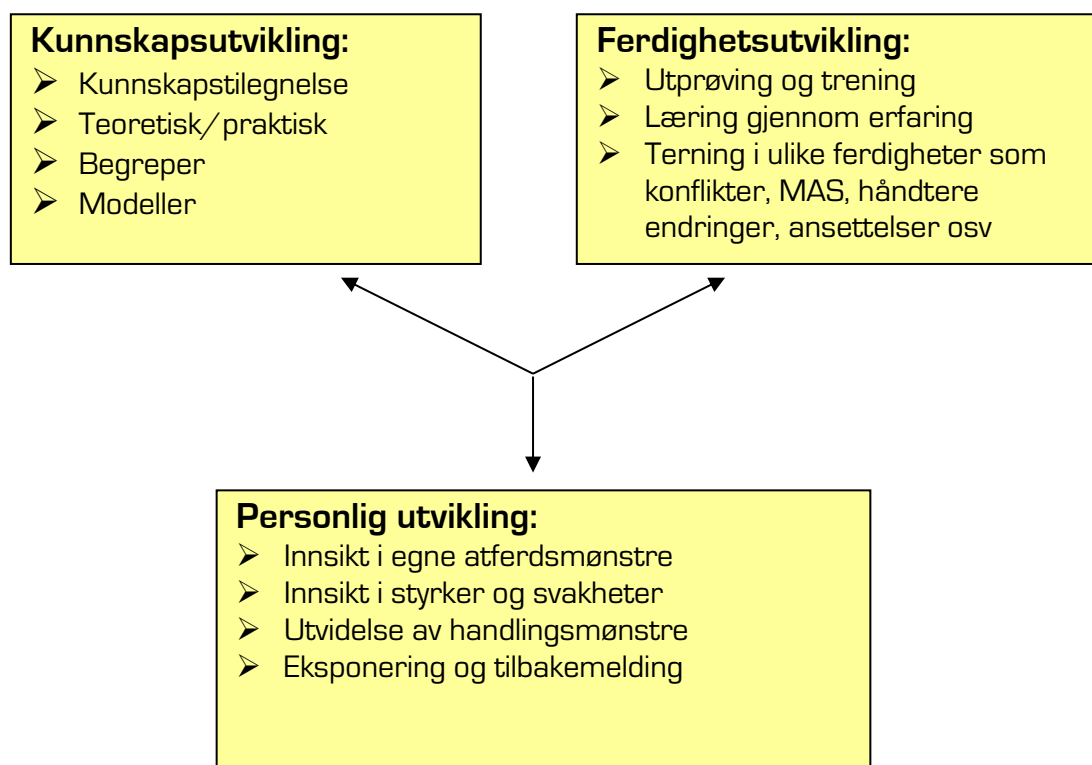 Kunnskapsutvikling:
➢ Kunnskapstilegnelse
➢ Teoretisk/praktisk
➢ Begreper
➢ Modeller
Ferdighetsutvikling:
➢ Utprøving og trening
➢ Læring gjennom erfaring
➢ Terning i ulike ferdigheter som
konflikter, MAS, håndtere
endringer, ansettelser osv
Personlig utvikling:
➢ Innsikt i egne atferdsmønstre
➢ Innsikt i styrker og svakheter
➢ Utvidelse av handlingsmønstre
➢ Eksponering og tilbakemelding